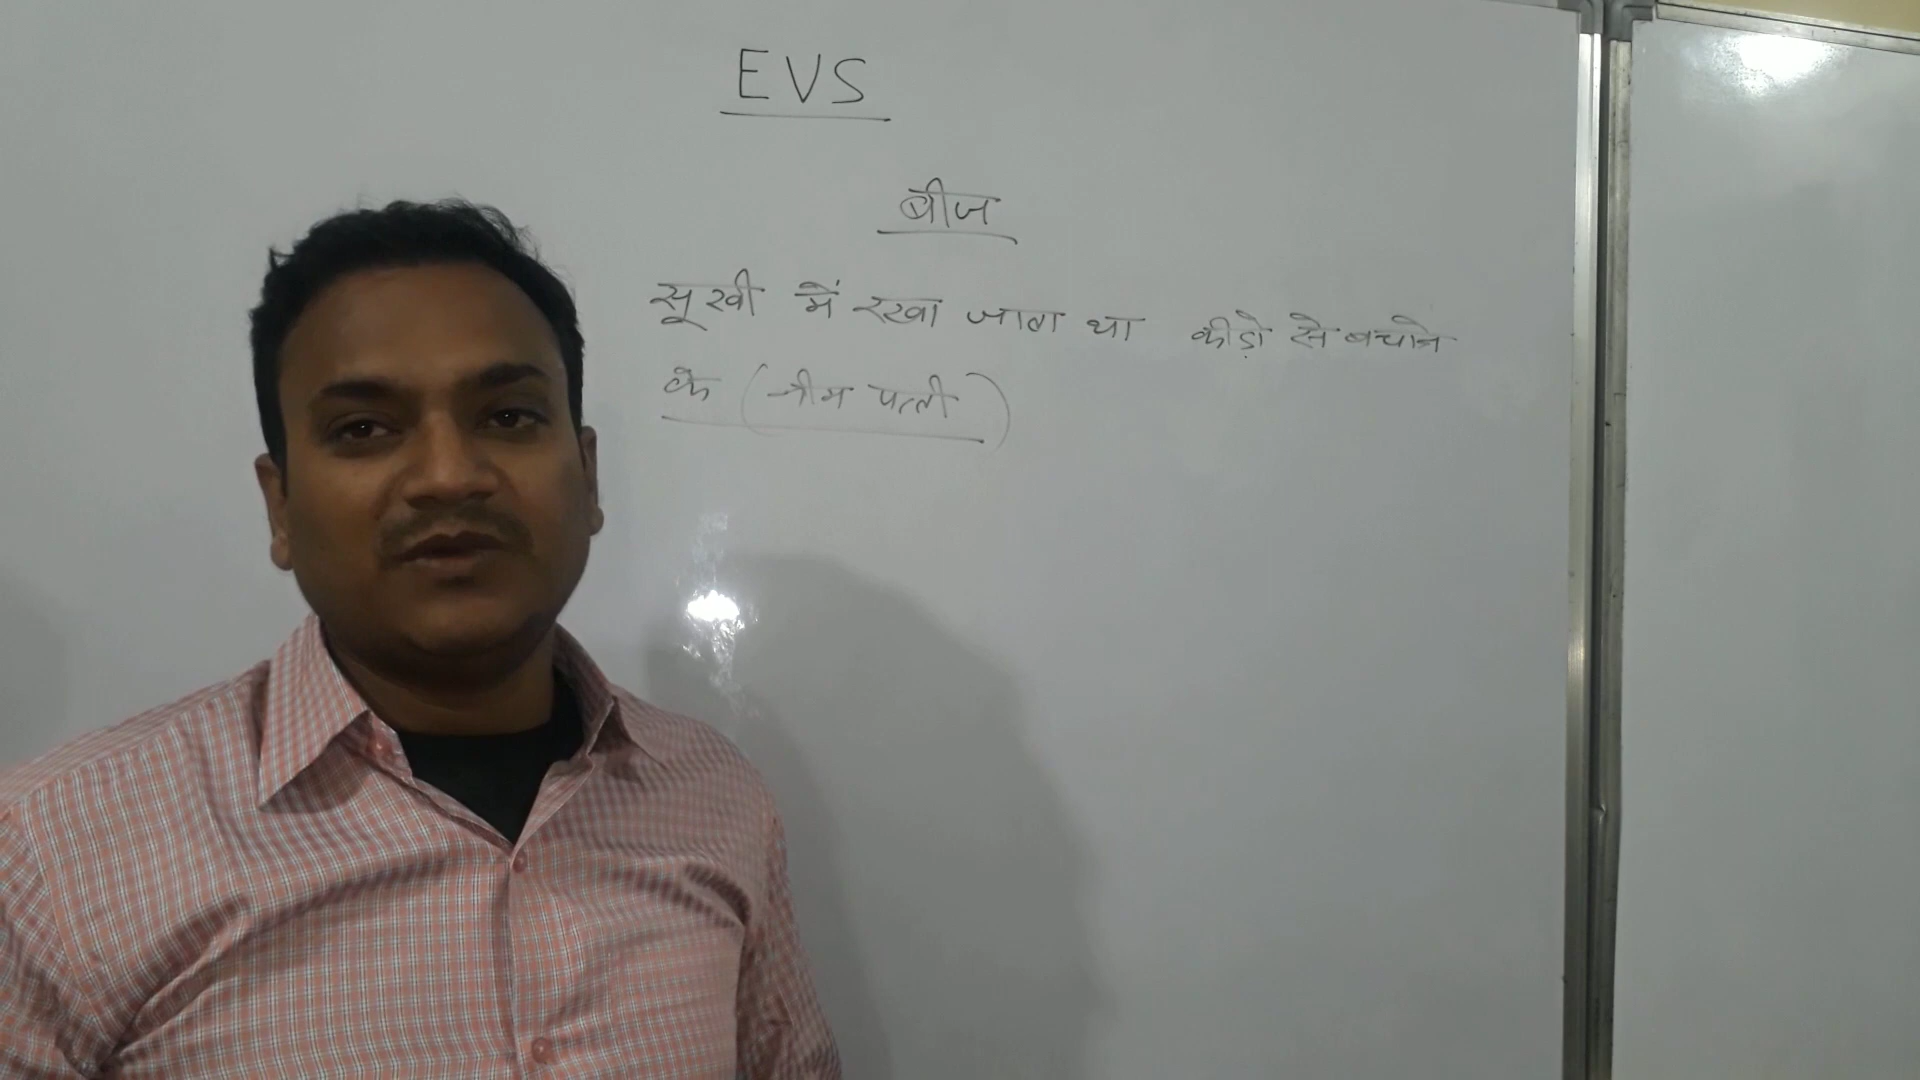 EVS
बीज
सूखी में रखा जाता था कीड़ो से बचाने
के (नीम पत्ती)